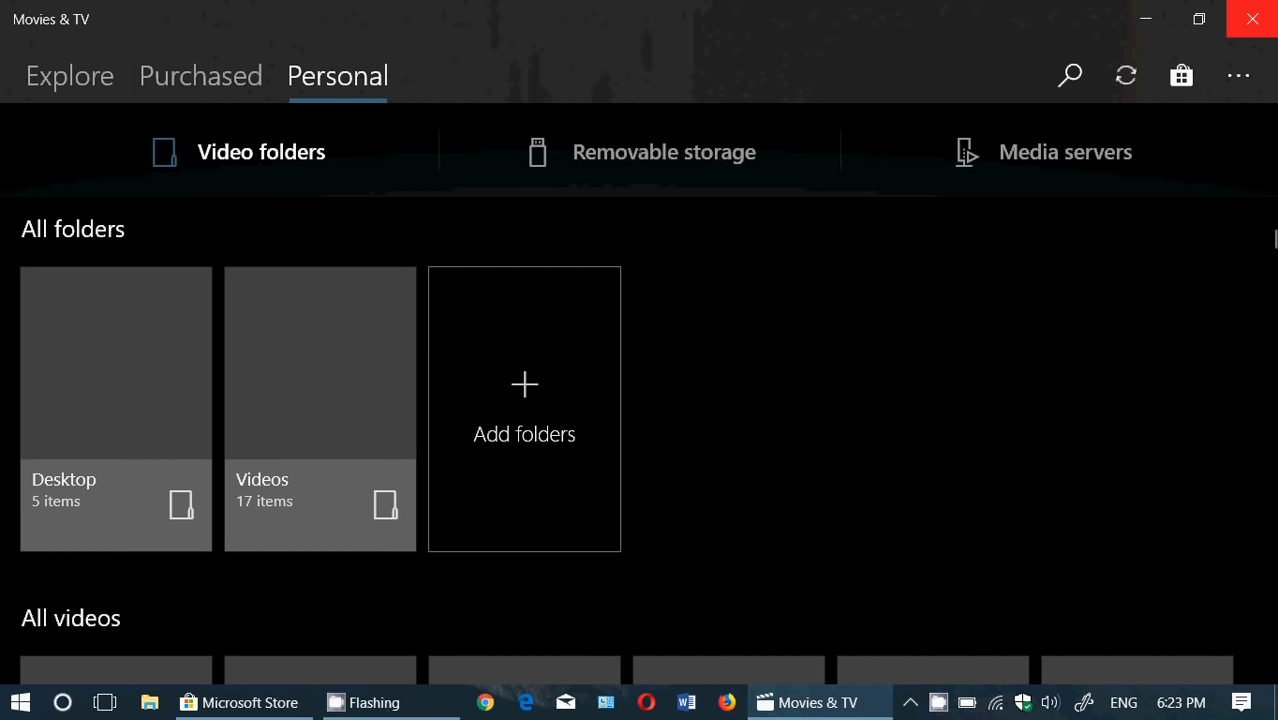 Movies & TV
Explore Purchased Personal
Video folders Removable storage Media servers
All folders
Desktop
5 items
Videos
17 items
Add folders
All videos
Microsoft Store Flashing Movies & TV ENG 6:23 PM